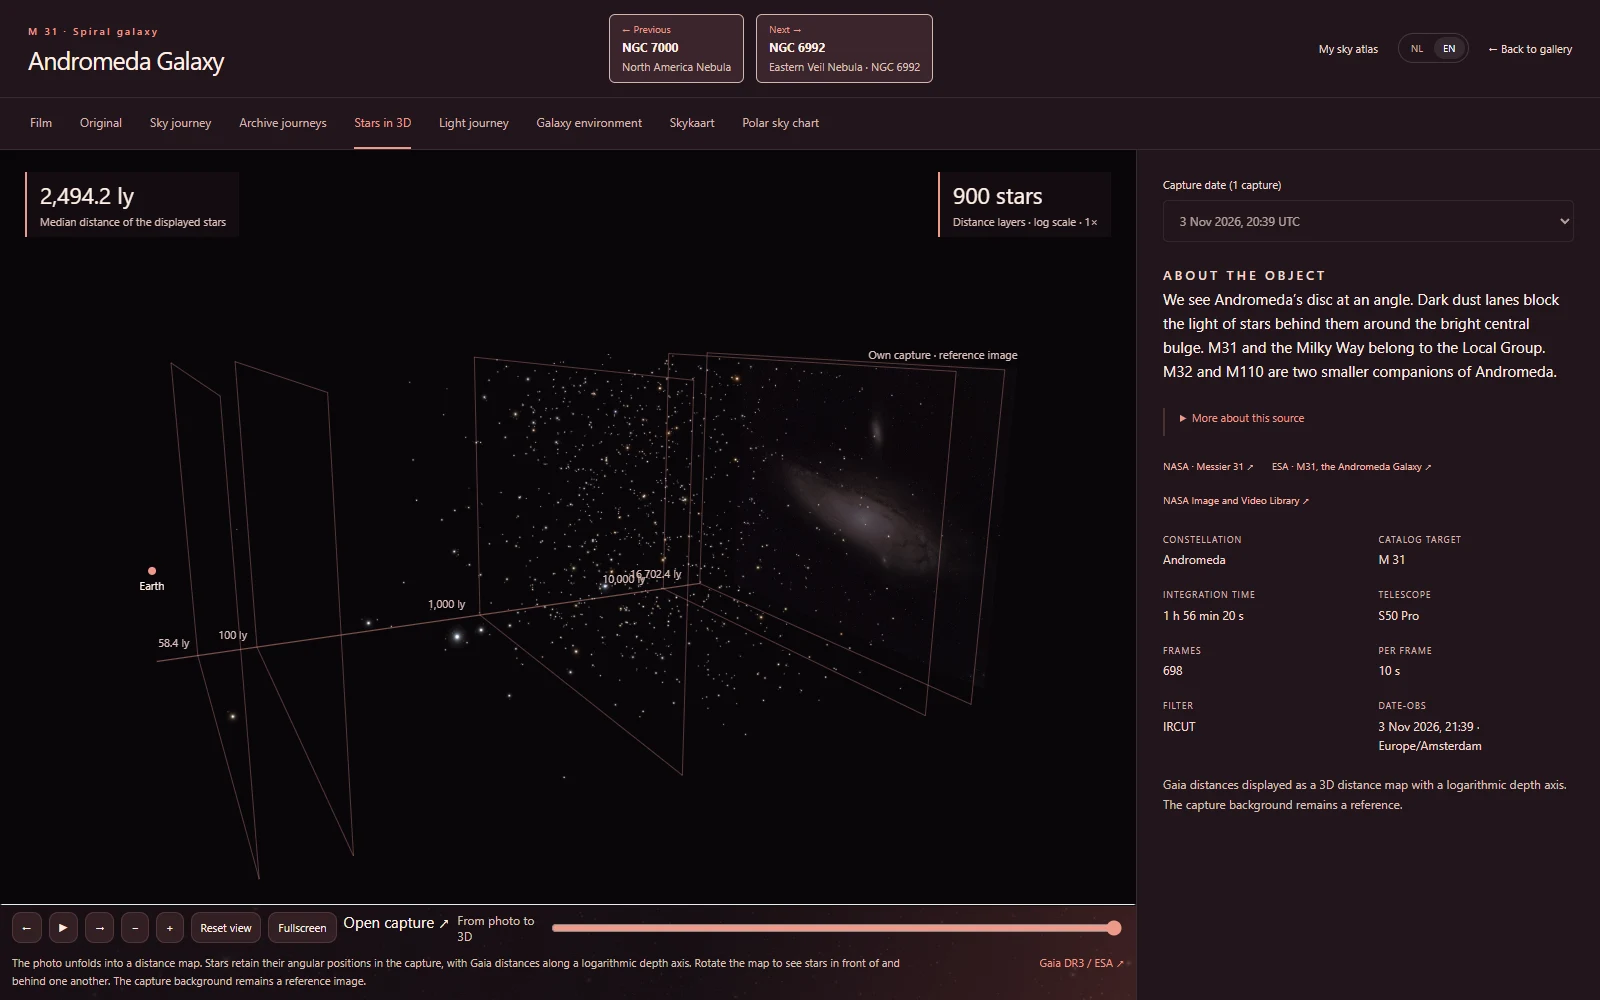 M 31 · Spiral galaxy
Andromeda Galaxy
← Previous
NGC 7000
North America Nebula
Next →
NGC 6992
Eastern Veil Nebula · NGC 6992
My sky atlas
NL EN
← Back to gallery
Film Original Sky journey Archive journeys Stars in 3D Light journey Galaxy environment Skykaart Polar sky chart
2,494.2 ly
Median distance of the displayed stars
900 stars
Distance layers · log scale · 1×
Own capture · reference image
Earth
58.4 ly
100 ly
1,000 ly
10,000 ly
16,702.4 ly
← ▶ → − + Reset view Fullscreen Open capture ↗ From photo to
3D
The photo unfolds into a distance map. Stars retain their angular positions in the capture, with Gaia distances along a logarithmic depth axis. Rotate the map to see stars in front of and
behind one another. The capture background remains a reference image.
Gaia DR3 / ESA ↗
Capture date (1 capture)
3 Nov 2026, 20:39 UTC
ABOUT THE OBJECT
We see Andromeda’s disc at an angle. Dark dust lanes block
the light of stars behind them around the bright central
bulge. M31 and the Milky Way belong to the Local Group.
M32 and M110 are two smaller companions of Andromeda.
▶ More about this source
NASA · Messier 31 ↗ ESA · M31, the Andromeda Galaxy ↗
NASA Image and Video Library ↗
CONSTELLATION
Andromeda
CATALOG TARGET
M 31
INTEGRATION TIME
1 h 56 min 20 s
TELESCOPE
S50 Pro
FRAMES
698
PER FRAME
10 s
FILTER
IRCUT
DATE-OBS
3 Nov 2026, 21:39 ·
Europe/Amsterdam
Gaia distances displayed as a 3D distance map with a logarithmic depth axis.
The capture background remains a reference.